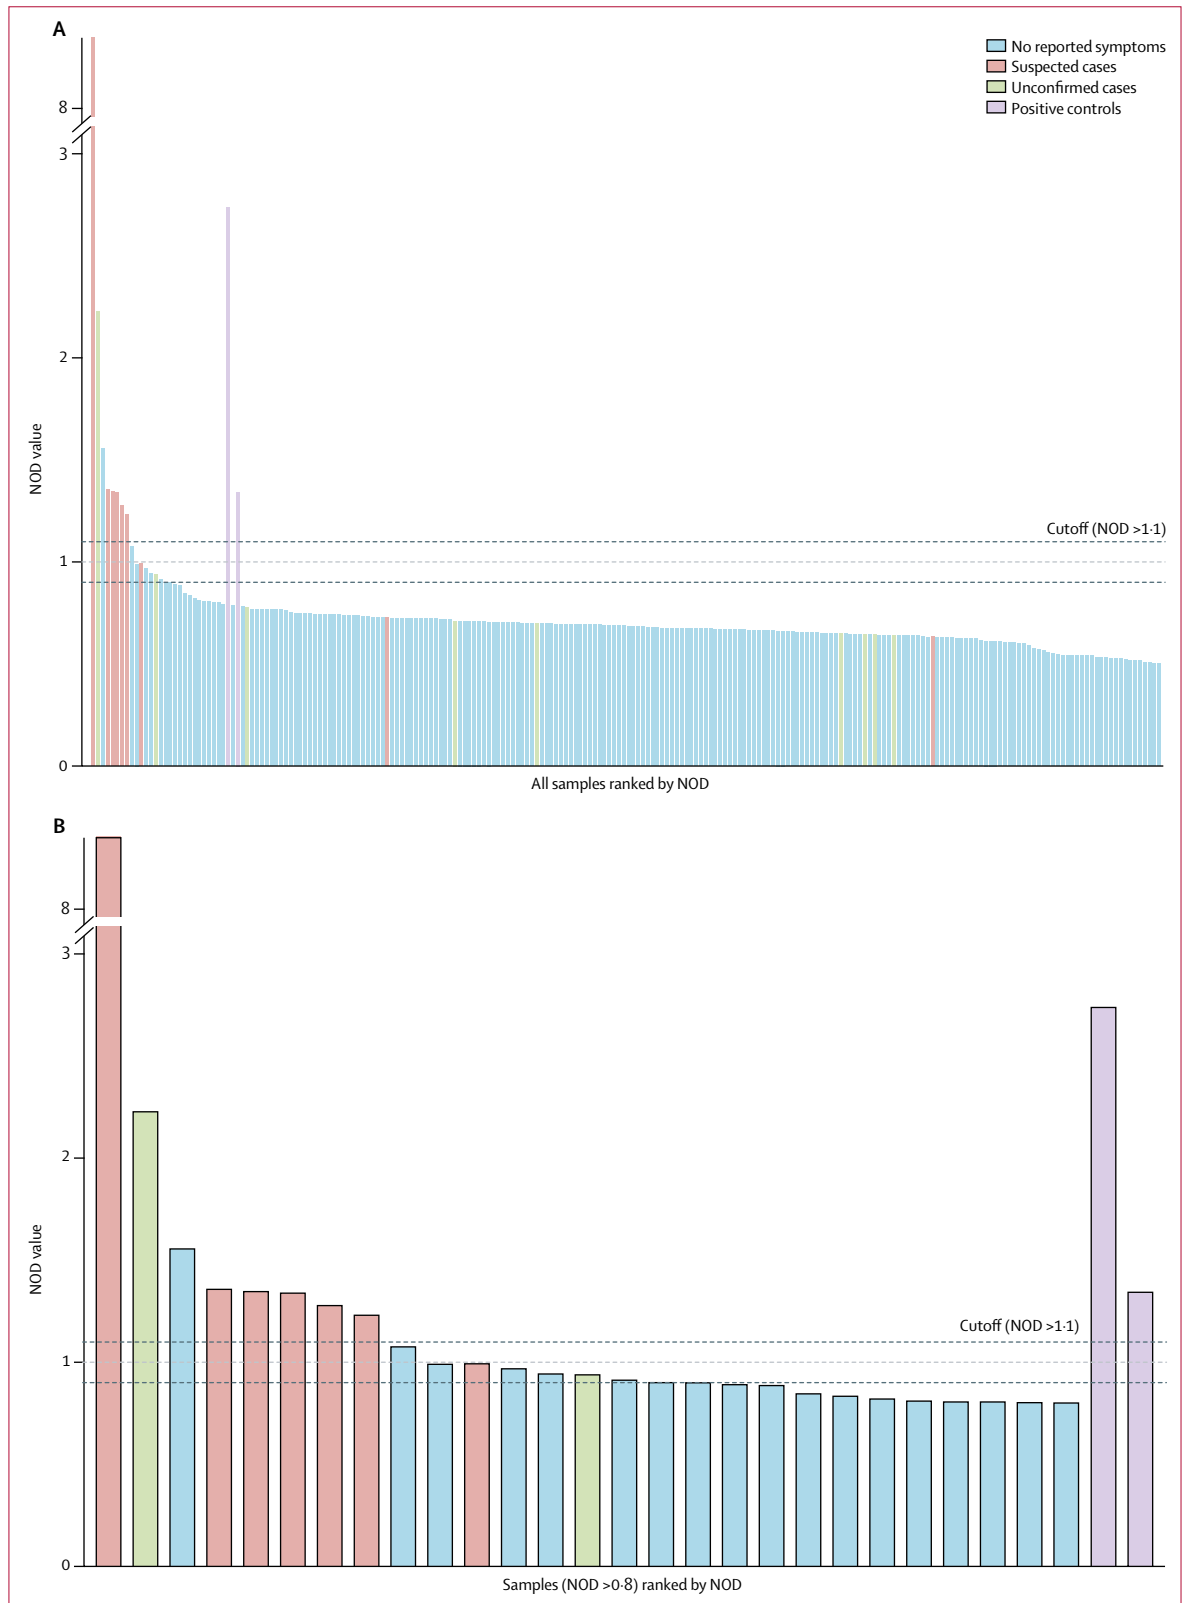 A
No reported symptoms
Suspected cases
Unconfirmed cases
Positive controls
8
3
2
1
0
NOD value
Cutoff (NOD >1·1)
All samples ranked by NOD
B
8
3
2
1
0
NOD value
Cutoff (NOD >1·1)
Samples (NOD >0·8) ranked by NOD